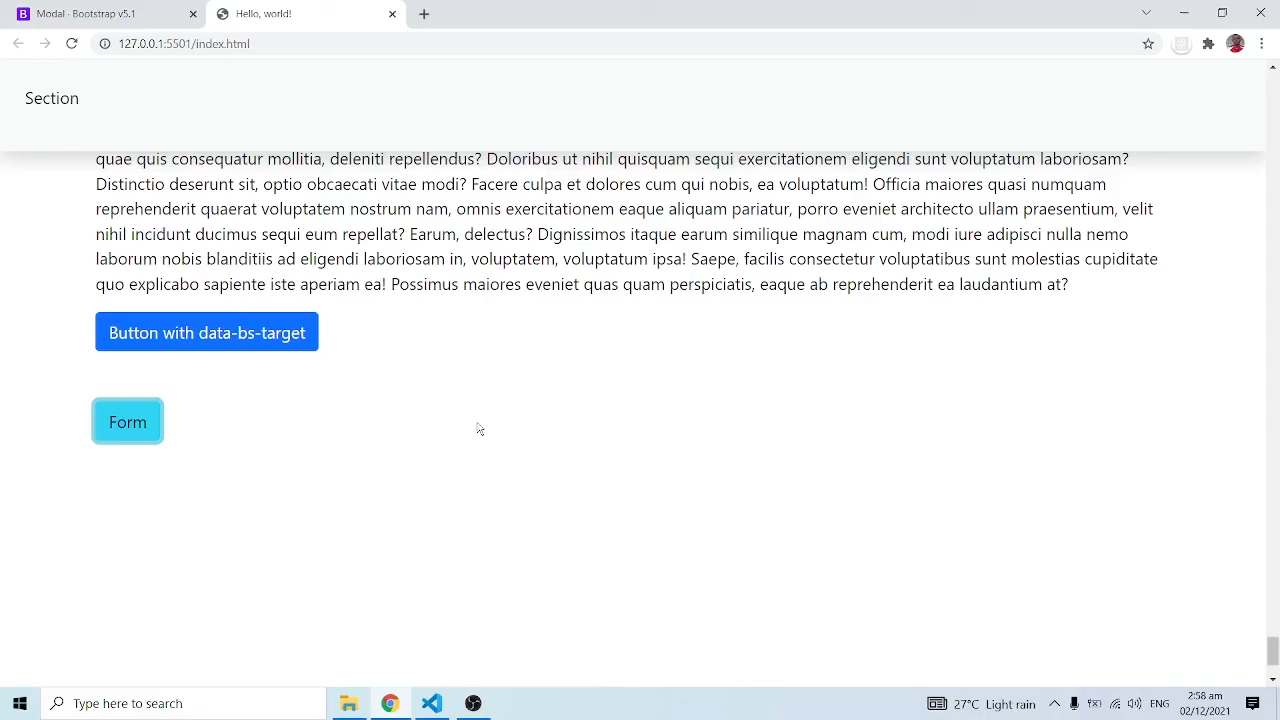 Modal · Bootstrap v5.1
Hello, world!
127.0.0.1:5501/index.html
Section
quae quis consequatur mollitia, deleniti repellendus? Doloribus ut nihil quisquam sequi exercitationem eligendi sunt voluptatum laboriosam?
Distinctio deserunt sit, optio obcaecati vitae modi? Facere culpa et dolores cum qui nobis, ea voluptatum! Officia maiores quasi numquam
reprehenderit quaerat voluptatem nostrum nam, omnis exercitationem eaque aliquam pariatur, porro eveniet architecto ullam praesentium, velit
nihil incidunt ducimus sequi eum repellat? Earum, delectus? Dignissimos itaque earum similique magnam cum, modi iure adipisci nulla nemo
laborum nobis blanditiis ad eligendi laboriosam in, voluptatem, voluptatum ipsa! Saepe, facilis consectetur voluptatibus sunt molestias cupiditate
quo explicabo sapiente iste aperiam ea! Possimus maiores eveniet quas quam perspiciatis, eaque ab reprehenderit ea laudantium at?
Button with data-bs-target
Form
Type here to search
27°C Light rain
ENG
2:58 am
02/12/2021